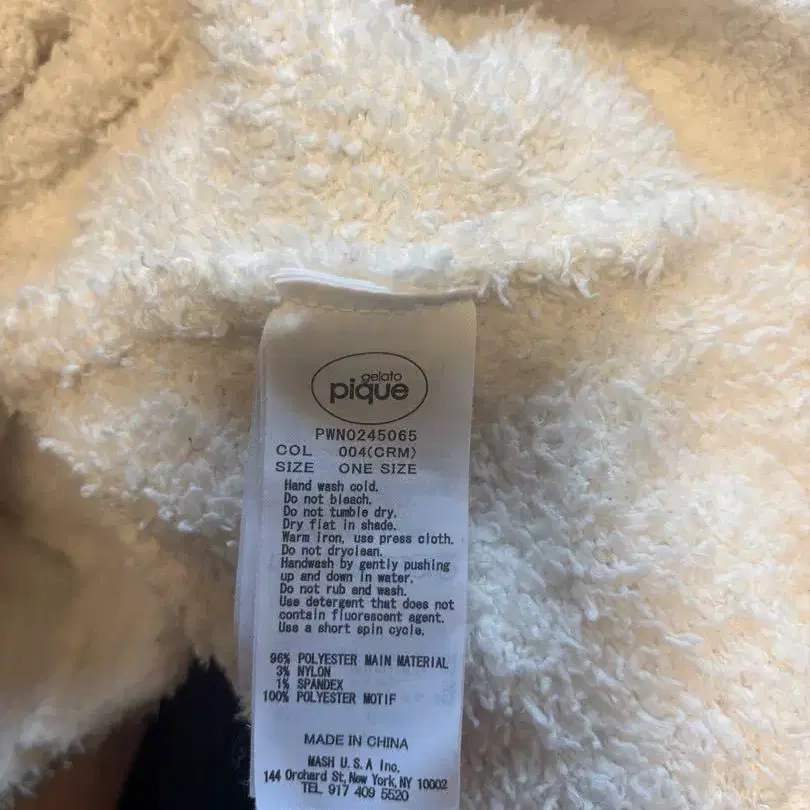 gelato
pique
PWNO245065
COL 004(CRM)
SIZE ONE SIZE
Hand wash cold.
Do not bleach.
Do not tumble dry.
Dry flat in shade.
Warm iron, use press cloth.
Do not dryclean.
Handwash by gently pushing
up and down in water.
Do not rub and wash.
Use detergent that does not
contain fluorescent agent.
Use a short spin cycle.
96% POLYESTER MAIN MATERIAL
3% NYLON
1% SPANDEX
100% POLYESTER MOTIF
MADE IN CHINA
MASH U.S.A Inc.
144 Orchard St, New York, NY 10002
TEL 917 409 5520